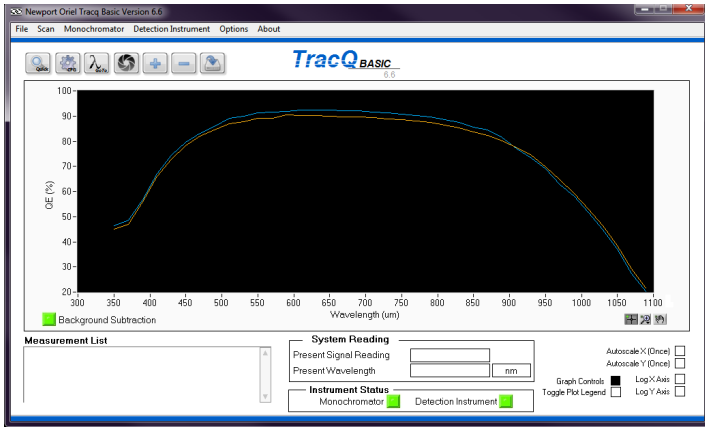 Newport Oriel Tracq Basic Version 6.6
File Scan Monochromator Detection Instrument Options About
TracQ BASIC
6.6
100
90
80
70
60
50
40
30
20
QE (%)
300 350 400 450 500 550 600 650 700 750 800 850 900 950 1000 1050 1100
Wavelength (um)
Background Subtraction
Measurement List
System Reading
Present Signal Reading
Present Wavelength nm
Instrument Status
Monochromator Detection Instrument
Autoscale X (Once)
Autoscale Y (Once)
Graph Controls Log X Axis
Toggle Plot Legend Log Y Axis